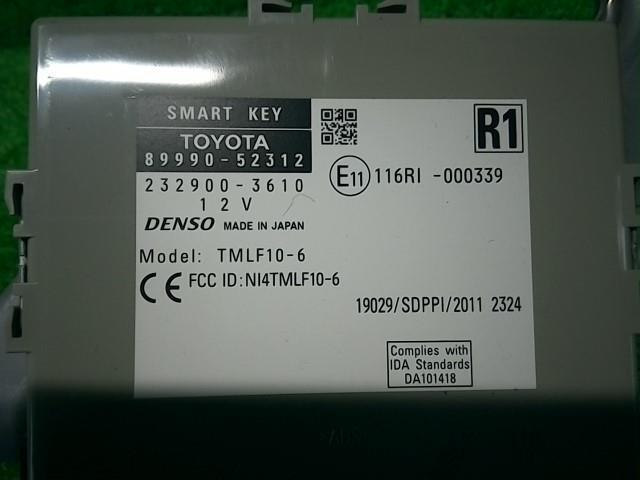 SMART KEY
TOYOTA
89990-52312
R1
232900-3610
12V
E11 116RI -000339
DENSO MADE IN JAPAN
Model: TMLF10-6
CE FCC ID:NI4TMLF10-6
19029/SDPPI/2011 2324
Complies with
IDA Standards
DA101418